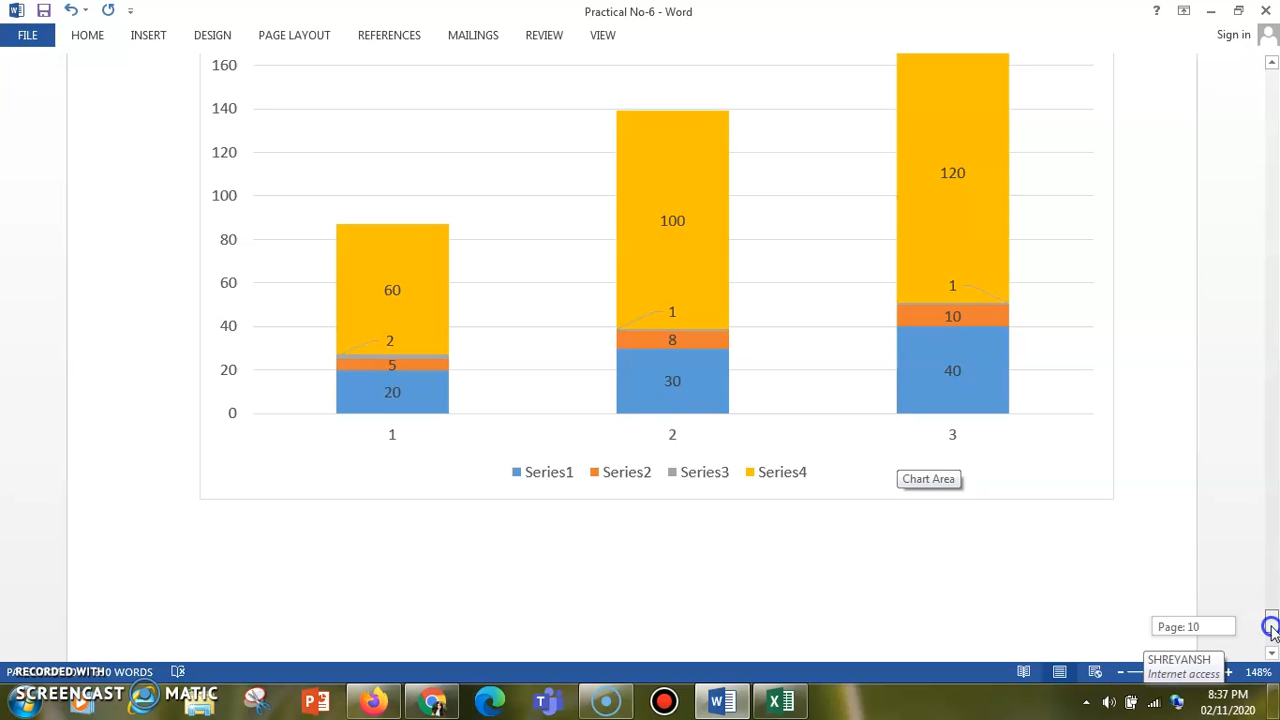 Practical No-6 - Word
?
FILE HOME INSERT DESIGN PAGE LAYOUT REFERENCES MAILINGS REVIEW VIEW Sign in
160
140
120
100
80
60
40
20
0
60
2
5
20
100
1
8
30
120
1
10
40
1 2 3
Series1 Series2 Series3 Series4
Chart Area
Page: 10
SHREYANSH
Internet access
RECORDED WITH
WORDS
148%
SCREENCAST MATIC
8:37 PM
02/11/2020